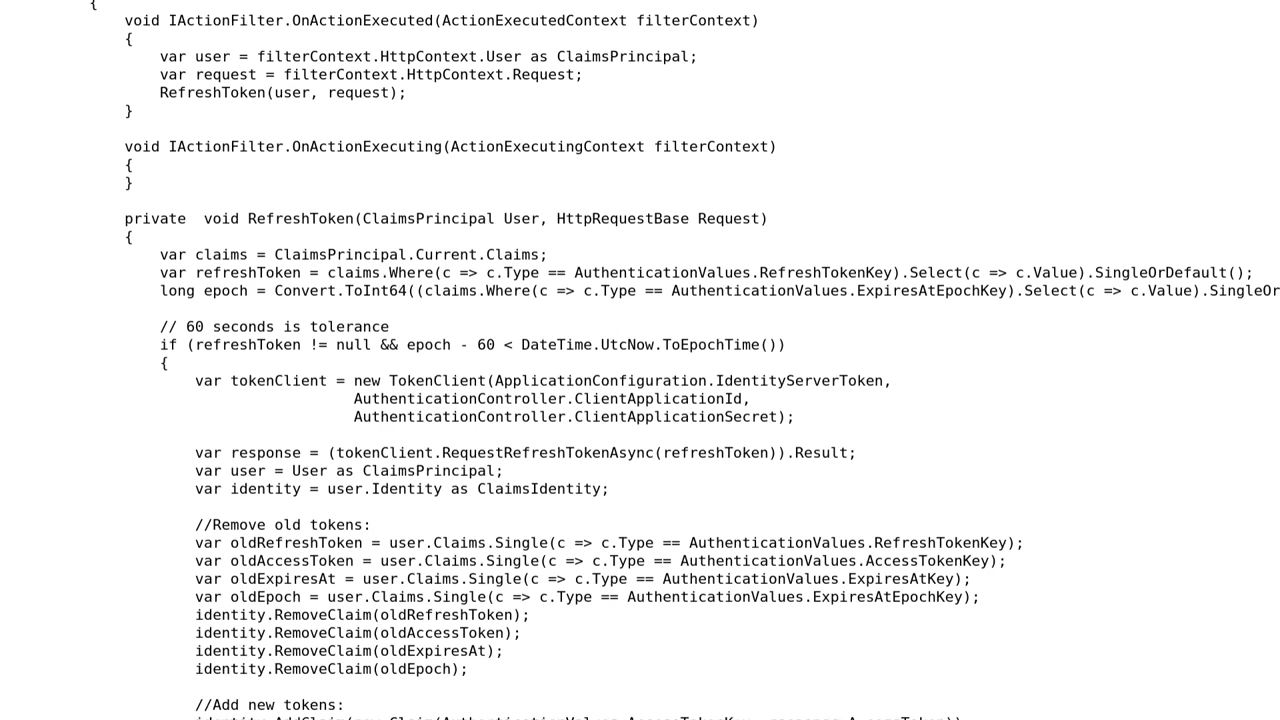 {
void IActionFilter.OnActionExecuted(ActionExecutedContext filterContext)
{
var user = filterContext.HttpContext.User as ClaimsPrincipal;
var request = filterContext.HttpContext.Request;
RefreshToken(user, request);
}
void IActionFilter.OnActionExecuting(ActionExecutingContext filterContext)
{
}
private  void RefreshToken(ClaimsPrincipal User, HttpRequestBase Request)
{
var claims = ClaimsPrincipal.Current.Claims;
var refreshToken = claims.Where(c => c.Type == AuthenticationValues.RefreshTokenKey).Select(c => c.Value).SingleOrDefault();
long epoch = Convert.ToInt64((claims.Where(c => c.Type == AuthenticationValues.ExpiresAtEpochKey).Select(c => c.Value).SingleOr
// 60 seconds is tolerance
if (refreshToken != null && epoch - 60 < DateTime.UtcNow.ToEpochTime())
{
var tokenClient = new TokenClient(ApplicationConfiguration.IdentityServerToken,
AuthenticationController.ClientApplicationId,
AuthenticationController.ClientApplicationSecret);
var response = (tokenClient.RequestRefreshTokenAsync(refreshToken)).Result;
var user = User as ClaimsPrincipal;
var identity = user.Identity as ClaimsIdentity;
//Remove old tokens:
var oldRefreshToken = user.Claims.Single(c => c.Type == AuthenticationValues.RefreshTokenKey);
var oldAccessToken = user.Claims.Single(c => c.Type == AuthenticationValues.AccessTokenKey);
var oldExpiresAt = user.Claims.Single(c => c.Type == AuthenticationValues.ExpiresAtKey);
var oldEpoch = user.Claims.Single(c => c.Type == AuthenticationValues.ExpiresAtEpochKey);
identity.RemoveClaim(oldRefreshToken);
identity.RemoveClaim(oldAccessToken);
identity.RemoveClaim(oldExpiresAt);
identity.RemoveClaim(oldEpoch);
//Add new tokens: